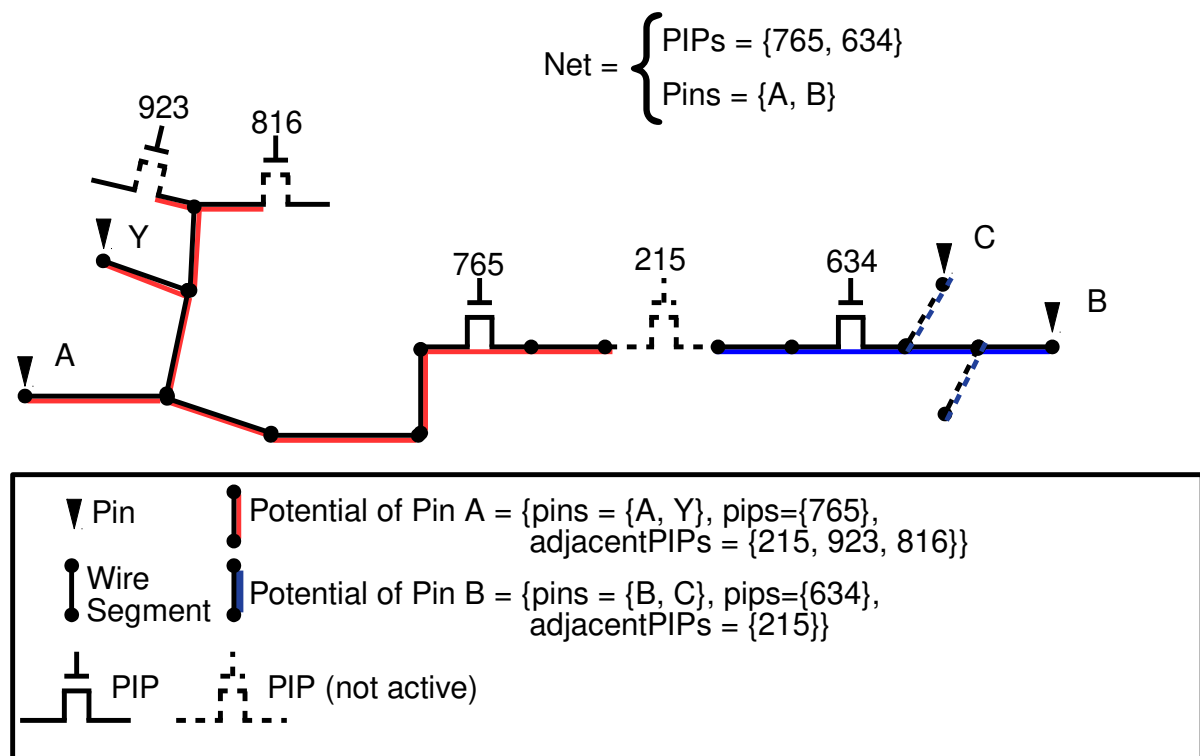 PIPs = {765, 634}
Net =
Pins = {A, B}
923
816
Y
C
765
215
634
B
A
Pin
Potential of Pin A = {pins = {A, Y}, pips={765},
adjacentPIPs = {215, 923, 816}}
Wire
Segment
Potential of Pin B = {pins = {B, C}, pips={634},
adjacentPIPs = {215}}
PIP
PIP (not active)